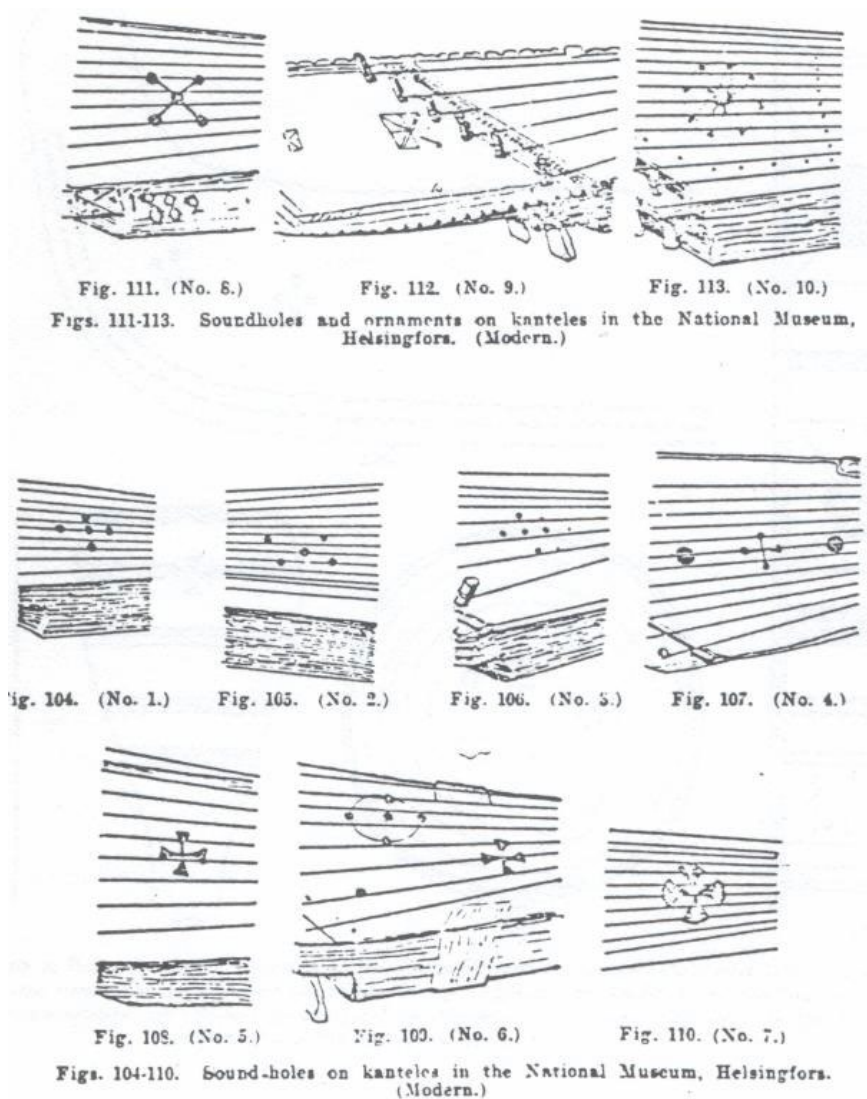 1882
Fig. 111. (No. 8.) Fig. 112. (No. 9.) Fig. 113. (No. 10.)
Figs. 111-113. Soundholes and ornaments on kanteles in the National Museum,
Helsingfors. (Modern.)
ig. 104. (No. 1.) Fig. 105. (No. 2.) Fig. 106. (No. 3.) Fig. 107. (No. 4.)
Fig. 108. (No. 5.) Fig. 109. (No. 6.) Fig. 110. (No. 7.)
Figs. 104-110. Sound-holes on kanteles in the National Museum, Helsingfors.
(Modern.)